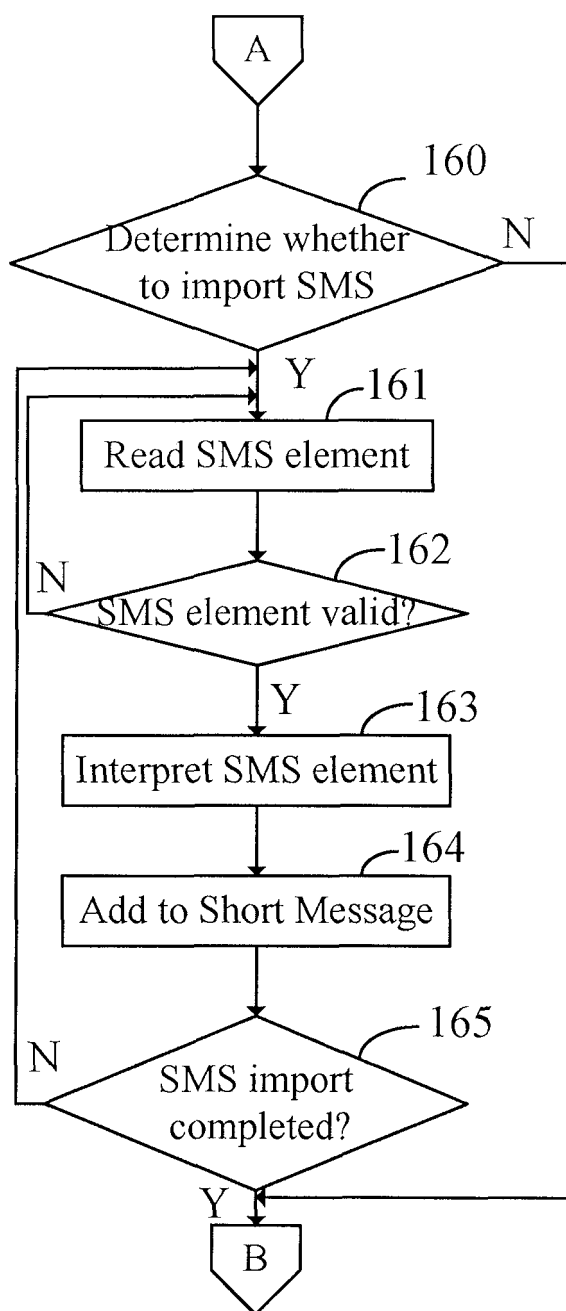 A
160
Determine whether
to import SMS
N
Y
161
Read SMS element
162
N
SMS element valid?
Y
163
Interpret SMS element
164
Add to Short Message
165
N
SMS import
completed?
Y
B